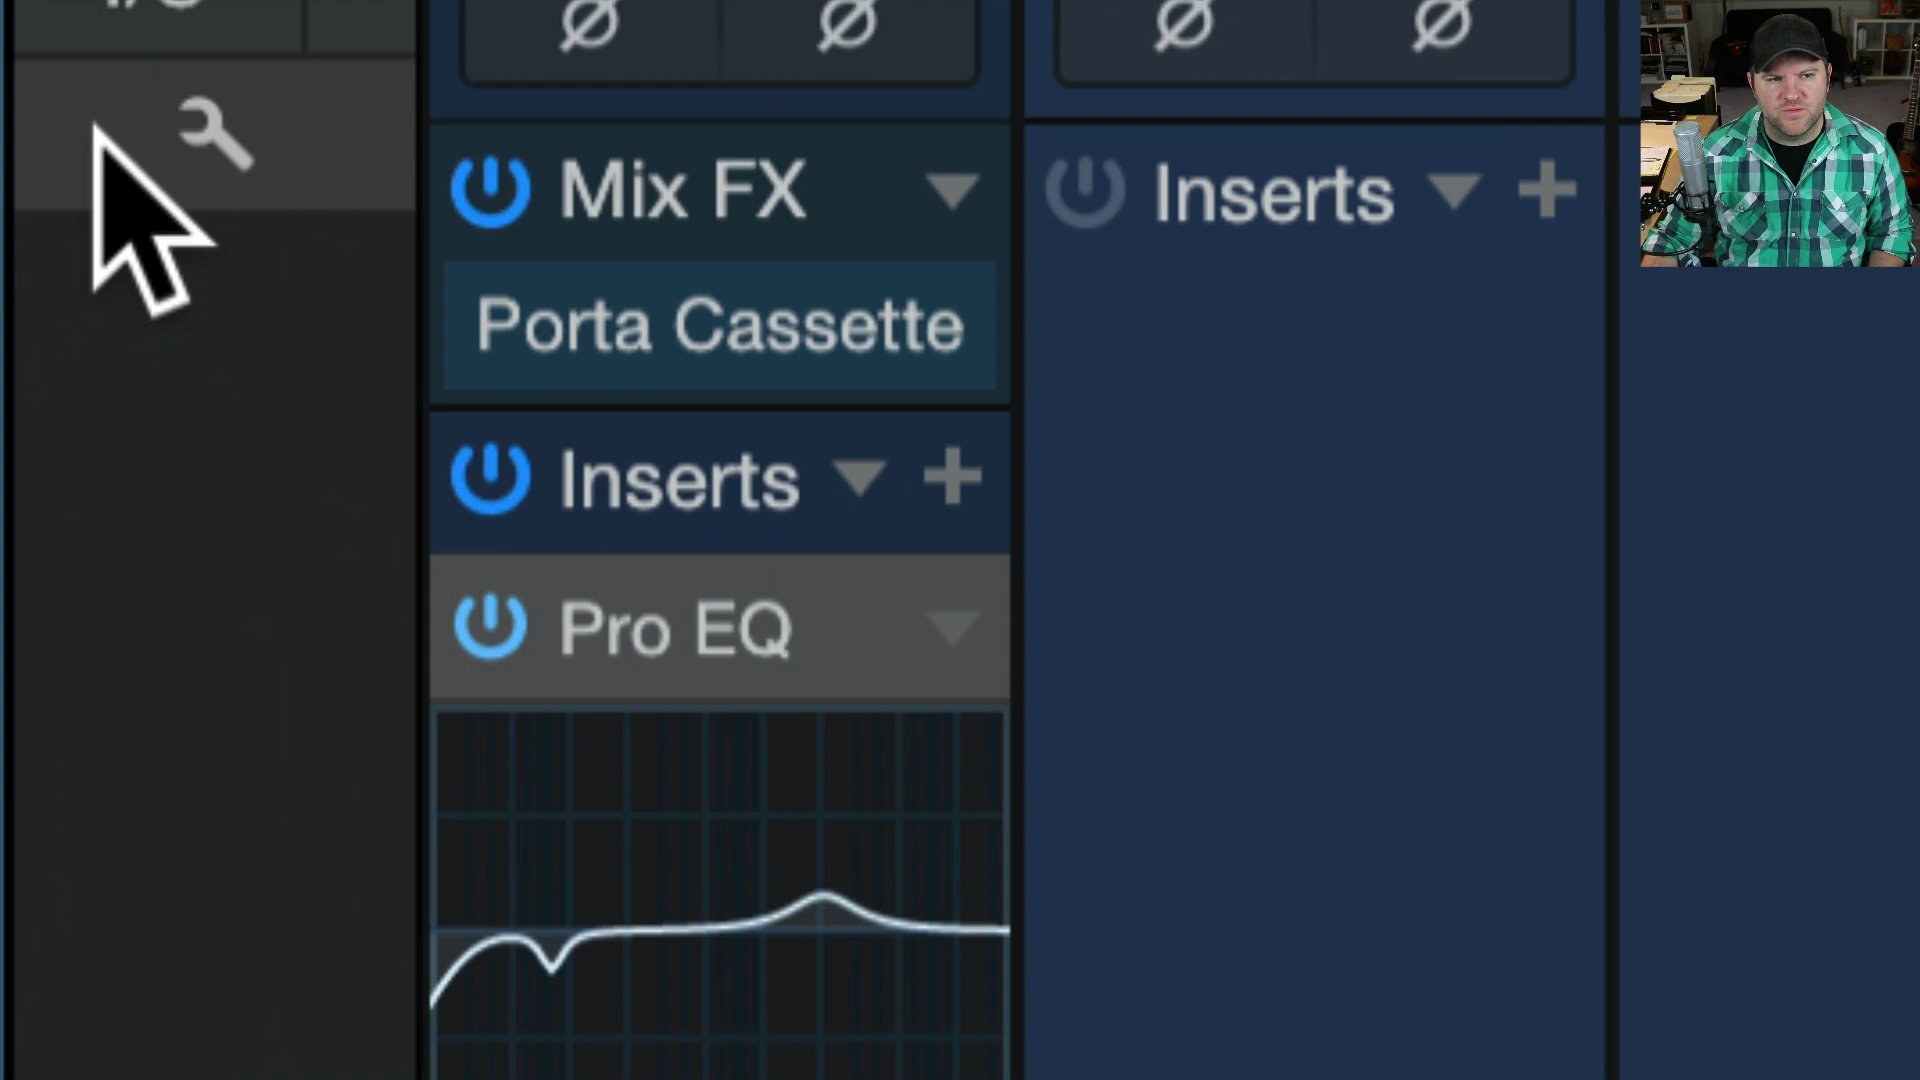 Mix FX
Porta Cassette
Inserts
Pro EQ
Inserts